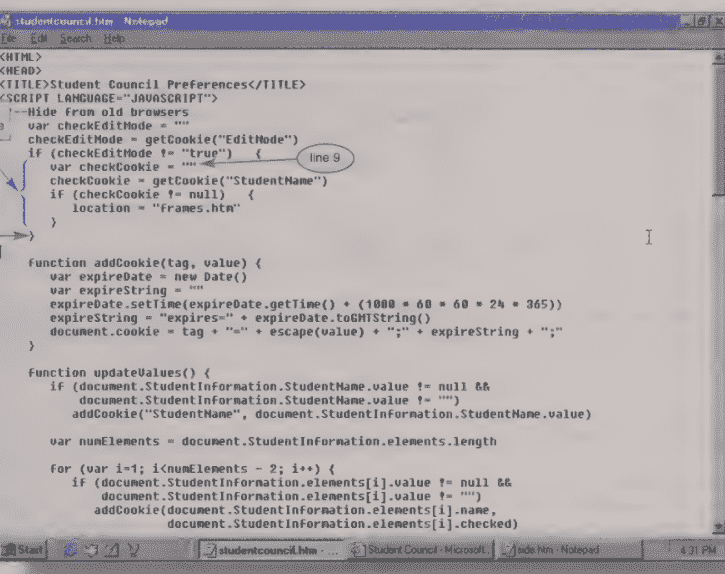 studentcouncil.htm - Notepad
File Edit Search Help
<HTML>
<HEAD>
<TITLE>Student Council Preferences</TITLE>
<SCRIPT LANGUAGE="JAVASCRIPT">
!--Hide from old browsers
var checkEditMode = ""
checkEditMode = getCookie("EditMode")
if (checkEditMode != "true") {
line 9
var checkCookie = ""
checkCookie = getCookie("StudentName")
if (checkCookie != null) {
location = "frames.htm"
}
}
function addCookie(tag, value) {
var expireDate = new Date()
var expireString = ""
expireDate.setTime(expireDate.getTime() + (1000 * 60 * 60 * 24 * 365))
expireString = "expires=" + expireDate.toGMTString()
document.cookie = tag + "=" + escape(value) + ";" + expireString + ";"
}
function updateValues() {
if (document.StudentInformation.StudentName.value != null &&
document.StudentInformation.StudentName.value != "")
addCookie("StudentName", document.StudentInformation.StudentName.value)
var numElements = document.StudentInformation.elements.length
for (var i=1; i<numElements - 2; i++) {
if (document.StudentInformation.elements[i].value != null &&
document.StudentInformation.elements[i].value != "")
addCookie(document.StudentInformation.elements[i].name,
document.StudentInformation.elements[i].checked)
Start studentcouncil.htm - ... Student Council - Microsoft... - Notepad 4:31 PM